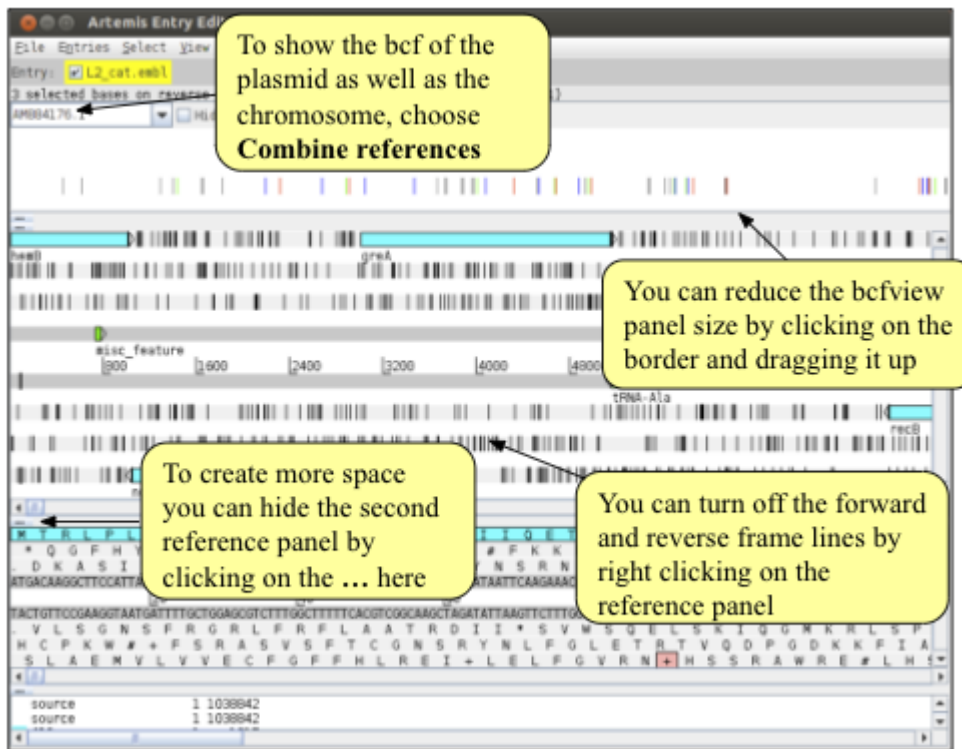 Artemis Entry Edi
File Entries Select View
Entry: L2_cat.embl
3 selected bases on reverse
AM884176.1
Hid
To show the bcf of the
plasmid as well as the
chromosome, choose
Combine references
hemB
greA
You can reduce the bcfview
panel size by clicking on the
border and dragging it up
misc_feature
800 1600 2400 3200 4000 4800
tRNA-Ala
recB
To create more space
you can hide the second
reference panel by
clicking on the ... here
You can turn off the forward
and reverse frame lines by
right clicking on the
reference panel
M T R L P L
I I Q E T
* Q G F H Y
# F K K
. D K A S I
Y N S R N
ATGACAAGGCTTCCATTA
ATAATTCAAGAAAC
. V L S G N S F R G R L F R F L A A T R D I I * S V W S Q E L S K I Q G M K R L S P
H C P K W # + F S R A S V S F T C G N S R Y N L F G L E T R T V Q D P G D K K F I A
S L A E M V L V V E C F G F F H L R E I + L E L F G V R N + H S S R A W R E # L H S
source 1 1038842
source 1 1038842